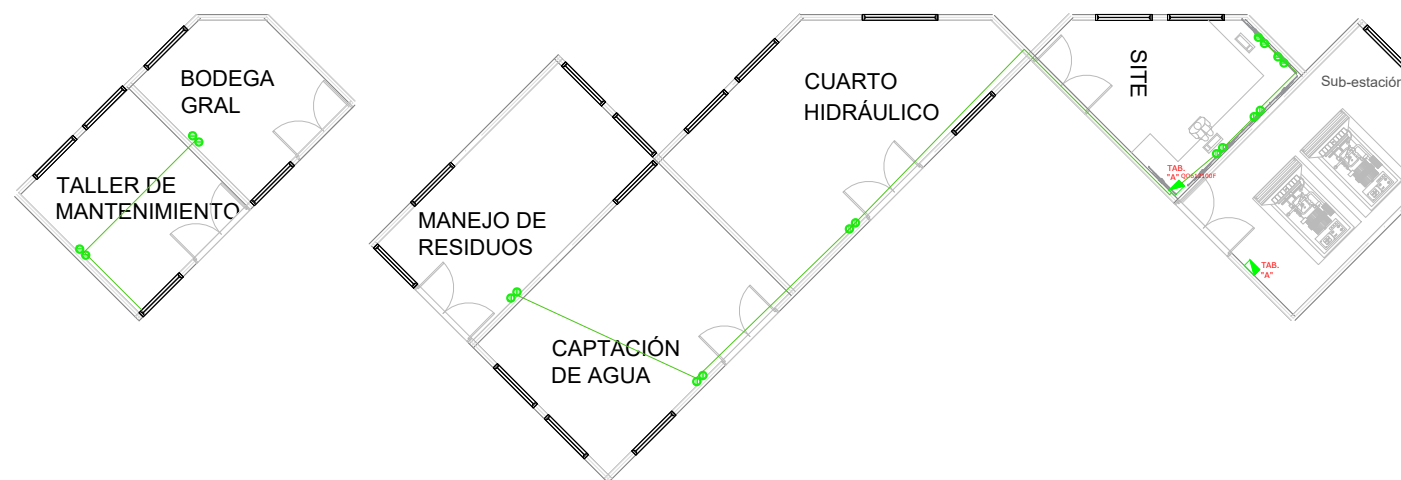 BODEGA
GRAL
TALLER DE
MANTENIMIENTO
MANEJO DE
RESIDUOS
CAPTACIÓN
DE AGUA
CUARTO
HIDRÁULICO
SITE
TAB.
"A"
Sub-estación
TAB.
"A"